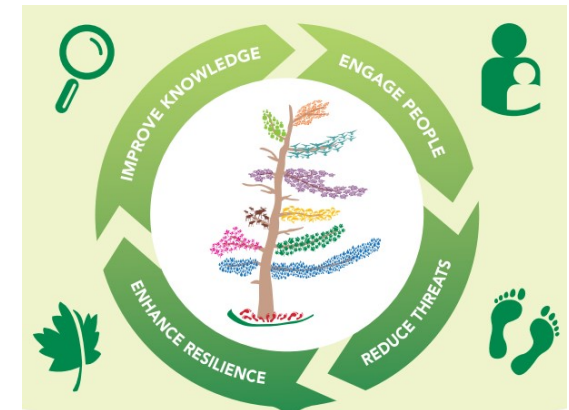 IMPROVE KNOWLEDGE
ENGAGE PEOPLE
REDUCE THREATS
ENHANCE RESILIENCE